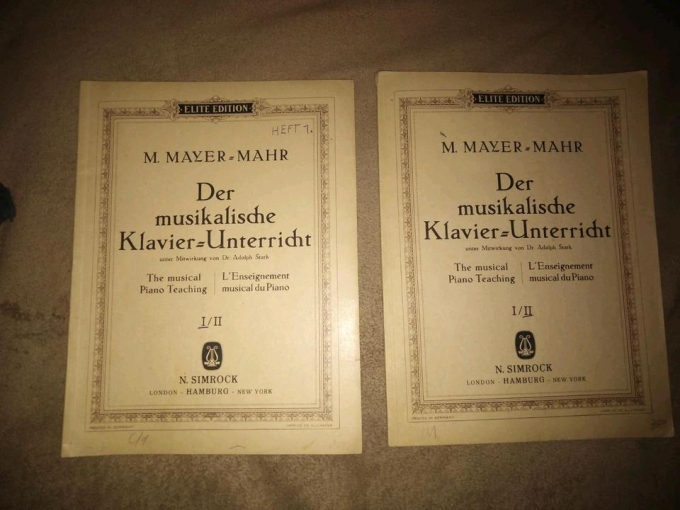 ELITE EDITION
HEFT 1.
M. MAYER=MAHR
Der
musikalische
Klavier=Unterricht
unter Mitwirkung von Dr. Adolph Stark
The musical
Piano Teaching
L'Enseignement
musical du Piano
I/II
N. SIMROCK
LONDON - HAMBURG - NEW YORK
ELITE EDITION
M. MAYER=MAHR
Der
musikalische
Klavier=Unterricht
unter Mitwirkung von Dr. Adolph Stark
The musical
Piano Teaching
L'Enseignement
musical du Piano
I/II
N. SIMROCK
LONDON - HAMBURG - NEW YORK